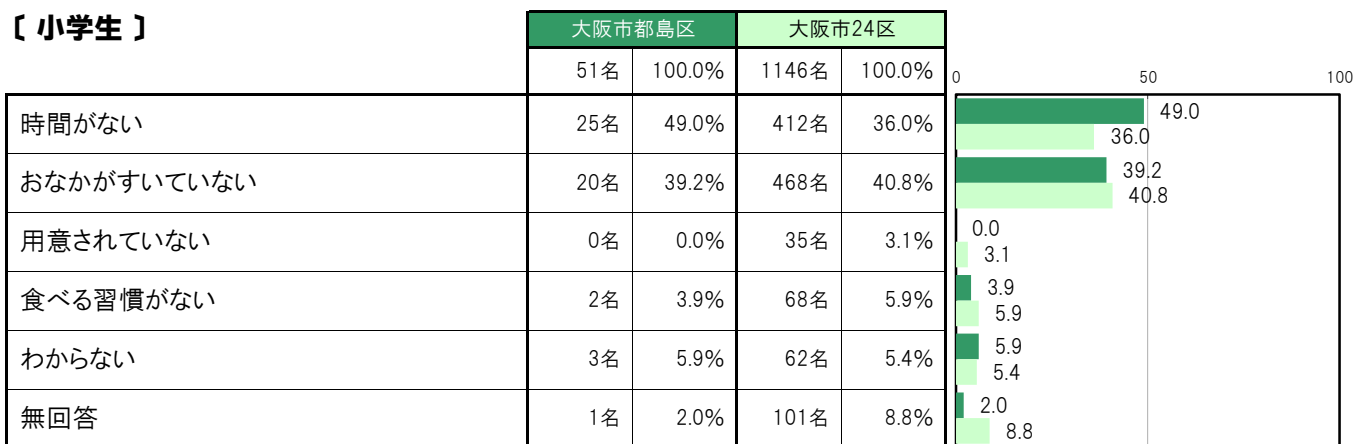 〔 小学生 〕
大阪市都島区 大阪市24区
51名 100.0% 1146名 100.0%
0 50 100
時間がない 25名 49.0% 412名 36.0% 49.0
36.0
おなかがすいていない 20名 39.2% 468名 40.8% 39.2
40.8
用意されていない 0名 0.0% 35名 3.1% 0.0
3.1
食べる習慣がない 2名 3.9% 68名 5.9% 3.9
5.9
わからない 3名 5.9% 62名 5.4% 5.9
5.4
無回答 1名 2.0% 101名 8.8% 2.0
8.8